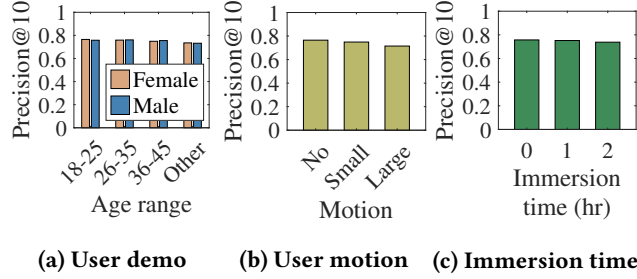 Precision@10
1
0.8
0.6
0.4
0.2
0
Female
Male
18-25
26-35
36-45
Other
Age range
(a) User demo
Precision@10
1
0.8
0.6
0.4
0.2
0
No
Small
Large
Motion
(b) User motion
Precision@10
1
0.8
0.6
0.4
0.2
0
0
1
2
Immersion
time (hr)
(c) Immersion time